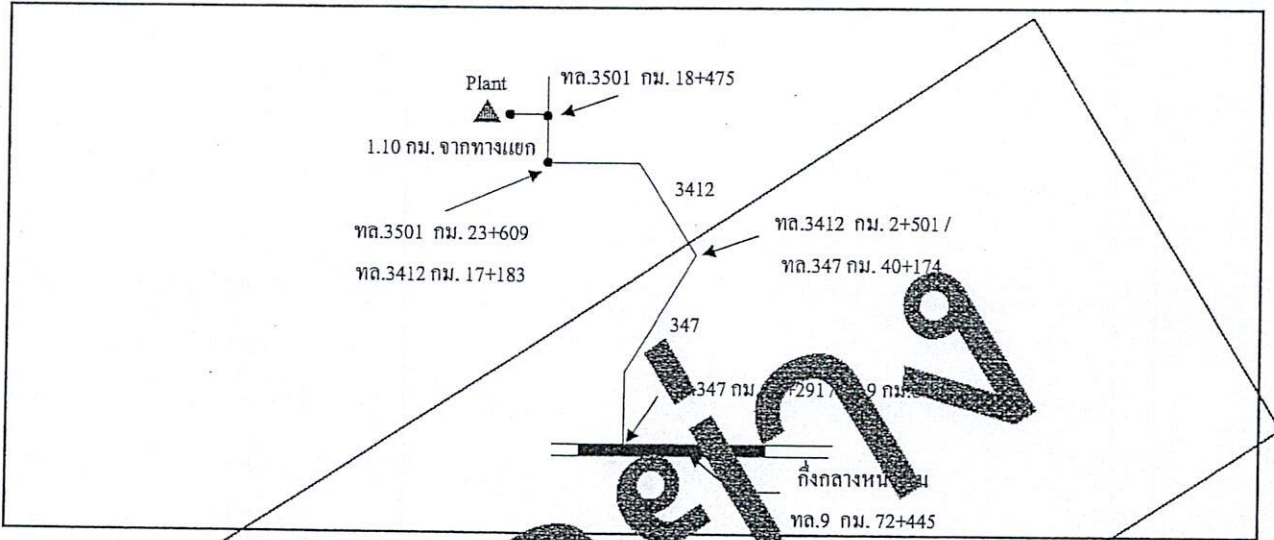 Plant
ทล.3501 กม. 18+475
1.10 กม. จากทางแยก
3412
ทล.3501 กม. 23+609
ทล.3412 กม. 17+183
ทล.3412 กม. 2+501 /
ทล.347 กม. 40+174
347
347 กม.
กึ่งกลาง
ทล.9 กม. 72+445